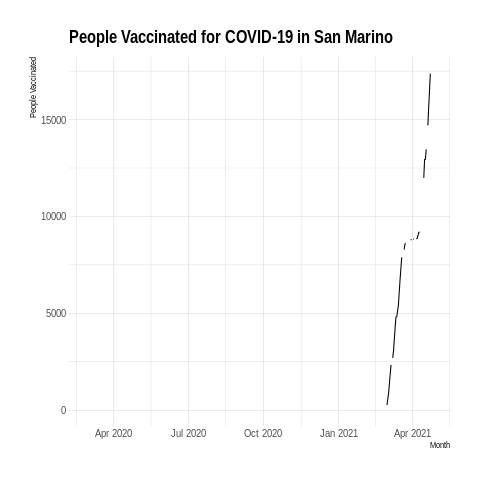 People Vaccinated for COVID-19 in San Marino
People Vaccinated
15000
10000
5000
0
Apr 2020 Jul 2020 Oct 2020 Jan 2021 Apr 2021
Month